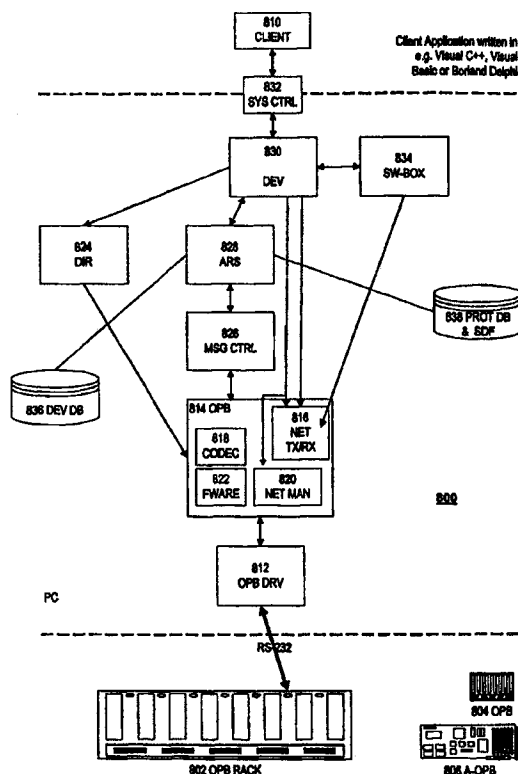 810
CLIENT
Client Application written in
e.g. Visual C++, Visual
Basic or Borland Delphi
832
SYS CTRL
830
DEV
834
SW-BOX
824
DIR
828
ARS
838 PROT DB
& SDF
826
MSG CTRL
836 DEV DB
814 OPB
816
NET
TX/RX
818
CODEC
822
FWARE
820
NET MAN
800
812
OPB DRV
PC
RS-232
804 OPB
802 OPB RACK
806 A-OPB